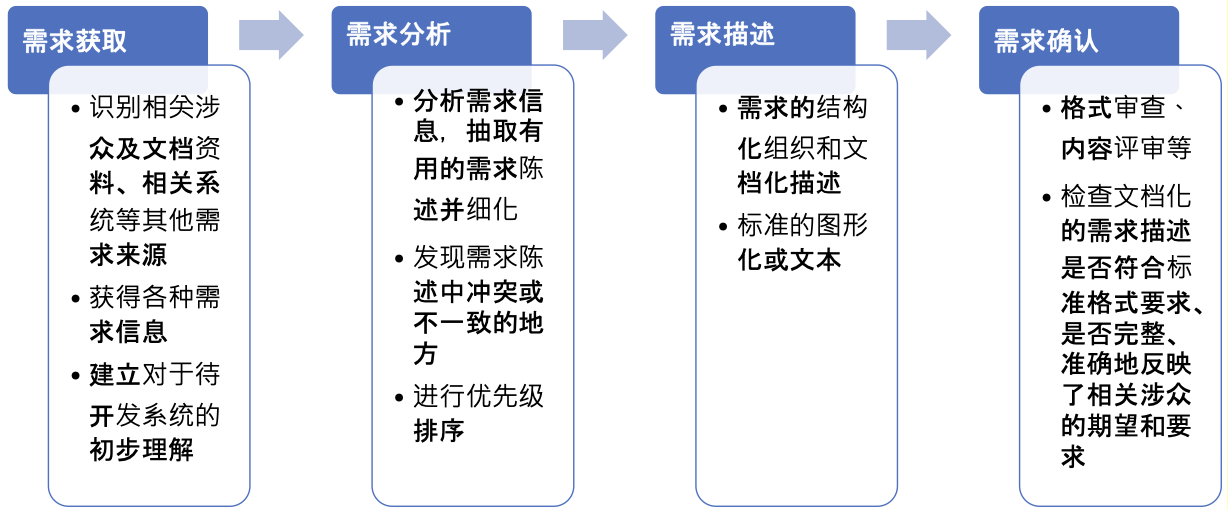 需求获取
• 识别相关涉
众及文档资
料、相关系
统等其他需
求来源
• 获得各种需
求信息
• 建立对于待
开发系统的
初步理解
需求分析
• 分析需求信
息，抽取有
用的需求陈
述并细化
• 发现需求陈
述中冲突或
不一致的地
方
• 进行优先级
排序
需求描述
• 需求的结构
化组织和文
档化描述
• 标准的图形
化或文本
需求确认
• 格式审查、
内容评审等
• 检查文档化
的需求描述
是否符合标
准格式要求、
是否完整、
准确地反映
了相关涉众
的期望和要
求